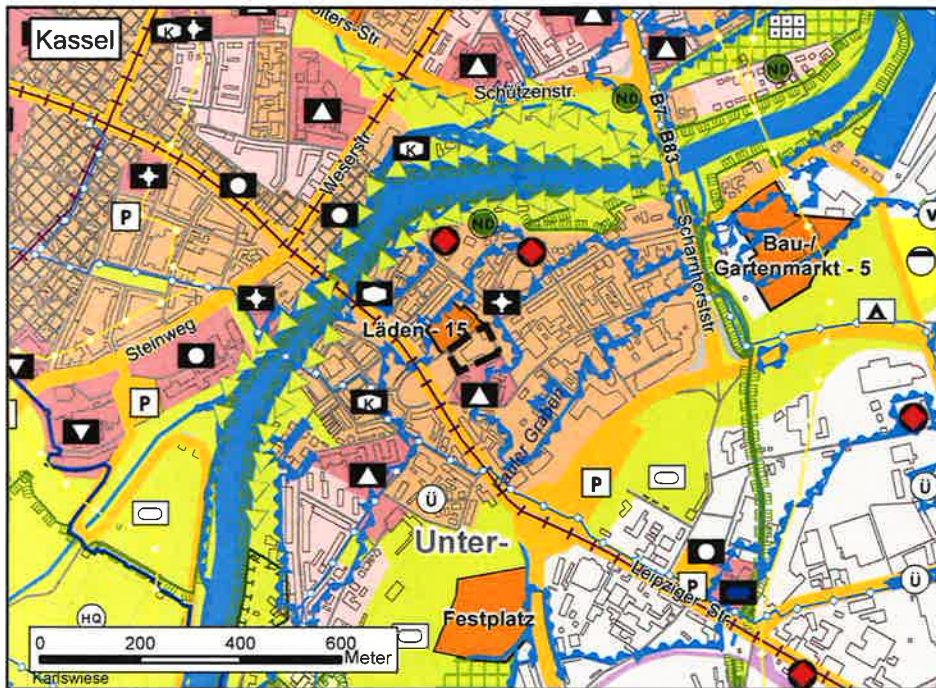 Kassel
K
Schützenstr.
ND
ND
B7 - B83
Weserstr.
K
P
ND
Scharnhorststr.
V
Bau-/
Gartenmarkt - 5
Läden - 15
Steinweg
P
K
Ü
P
Ü
Unter-
Leipziger - Str.
P
Ü
Festplatz
HQ
0 200 400 600
Meter
Karlswiese